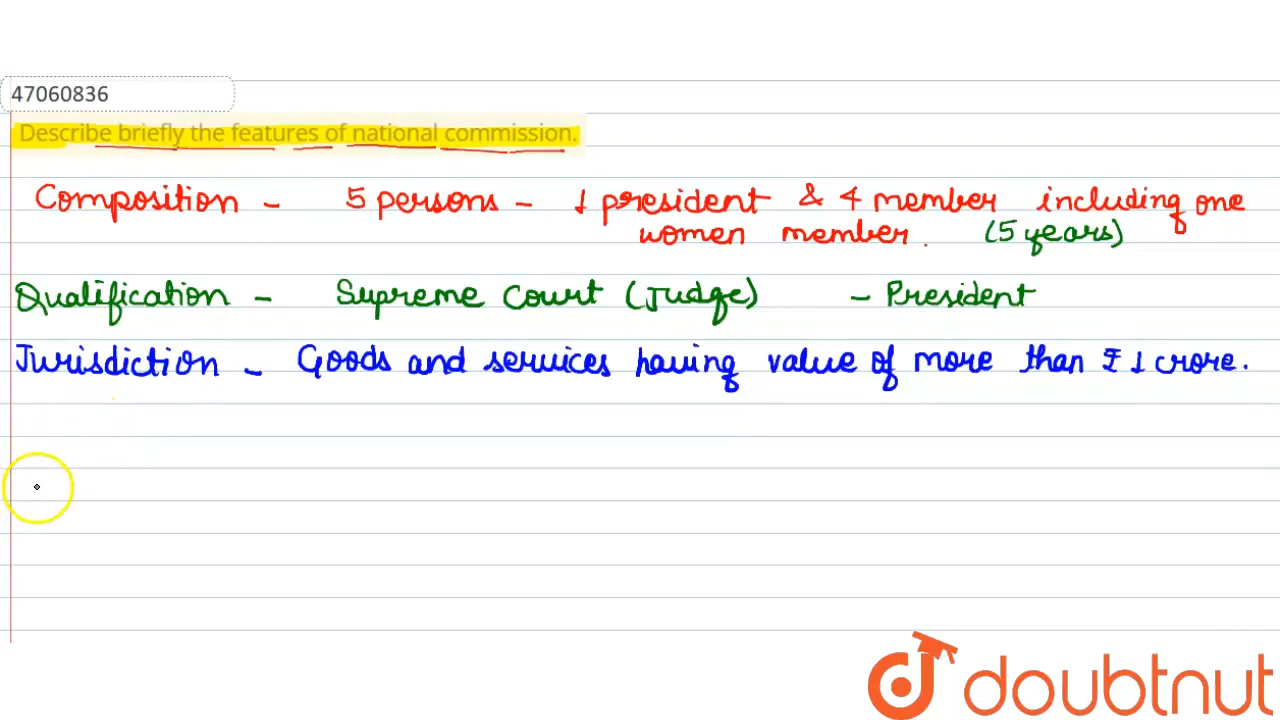 47060836
Describe briefly the features of national commission.
Composition - 5 persons - 1 president & 4 member including one
women member. (5 years)
Qualification - Supreme Court (Judge) - President
Jurisdiction - Goods and services having value of more than ₹ 1 crore.
doubtnut